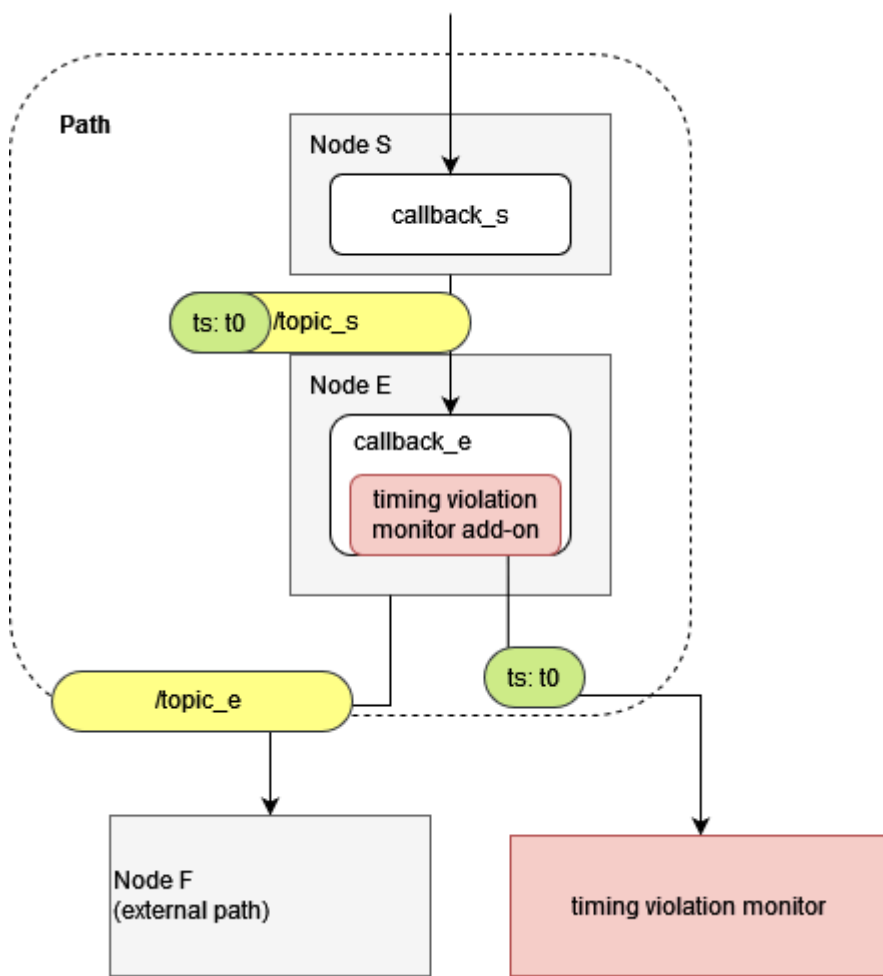 Path
Node S
callback_s
ts: t0
/topic_s
Node E
callback_e
timing violation
monitor add-on
ts: t0
/topic_e
Node F
(external path)
timing violation monitor